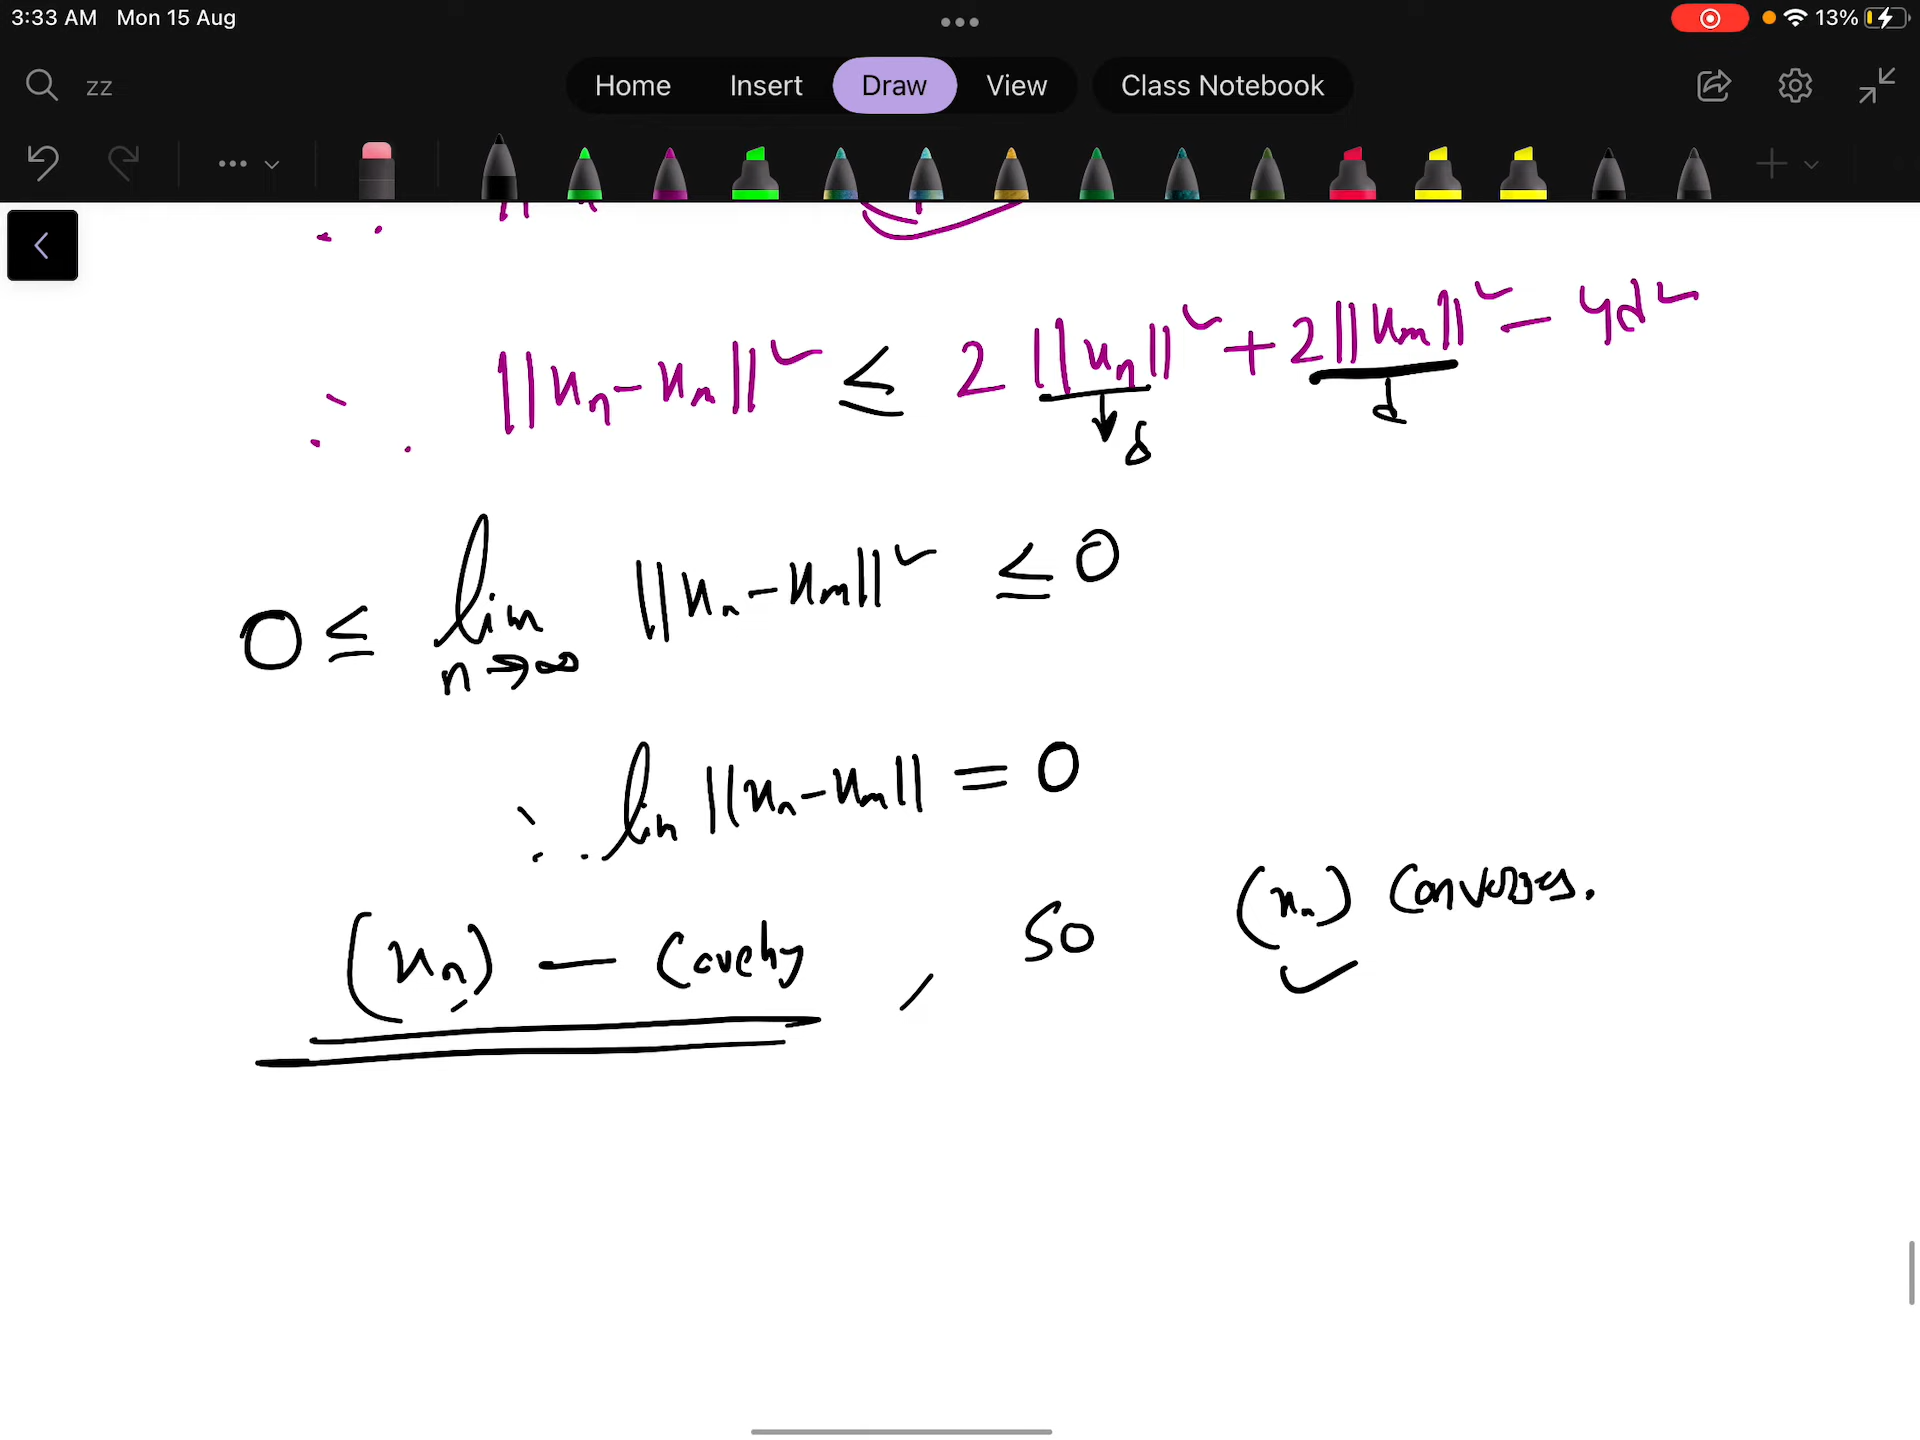 3:33 AM Mon 15 Aug 13%
zz Home Insert Draw View Class Notebook
∴ ||xₙ - xₘ||² ≤ 2||xₙ||² + 2||xₘ||² - 4d²
↓ d d
0 ≤ lim n→∞ ||xₙ - xₘ||² ≤ 0
∴ lim ||xₙ - xₘ|| = 0
(xₙ) — Cauchy, So (xₙ) Converges.